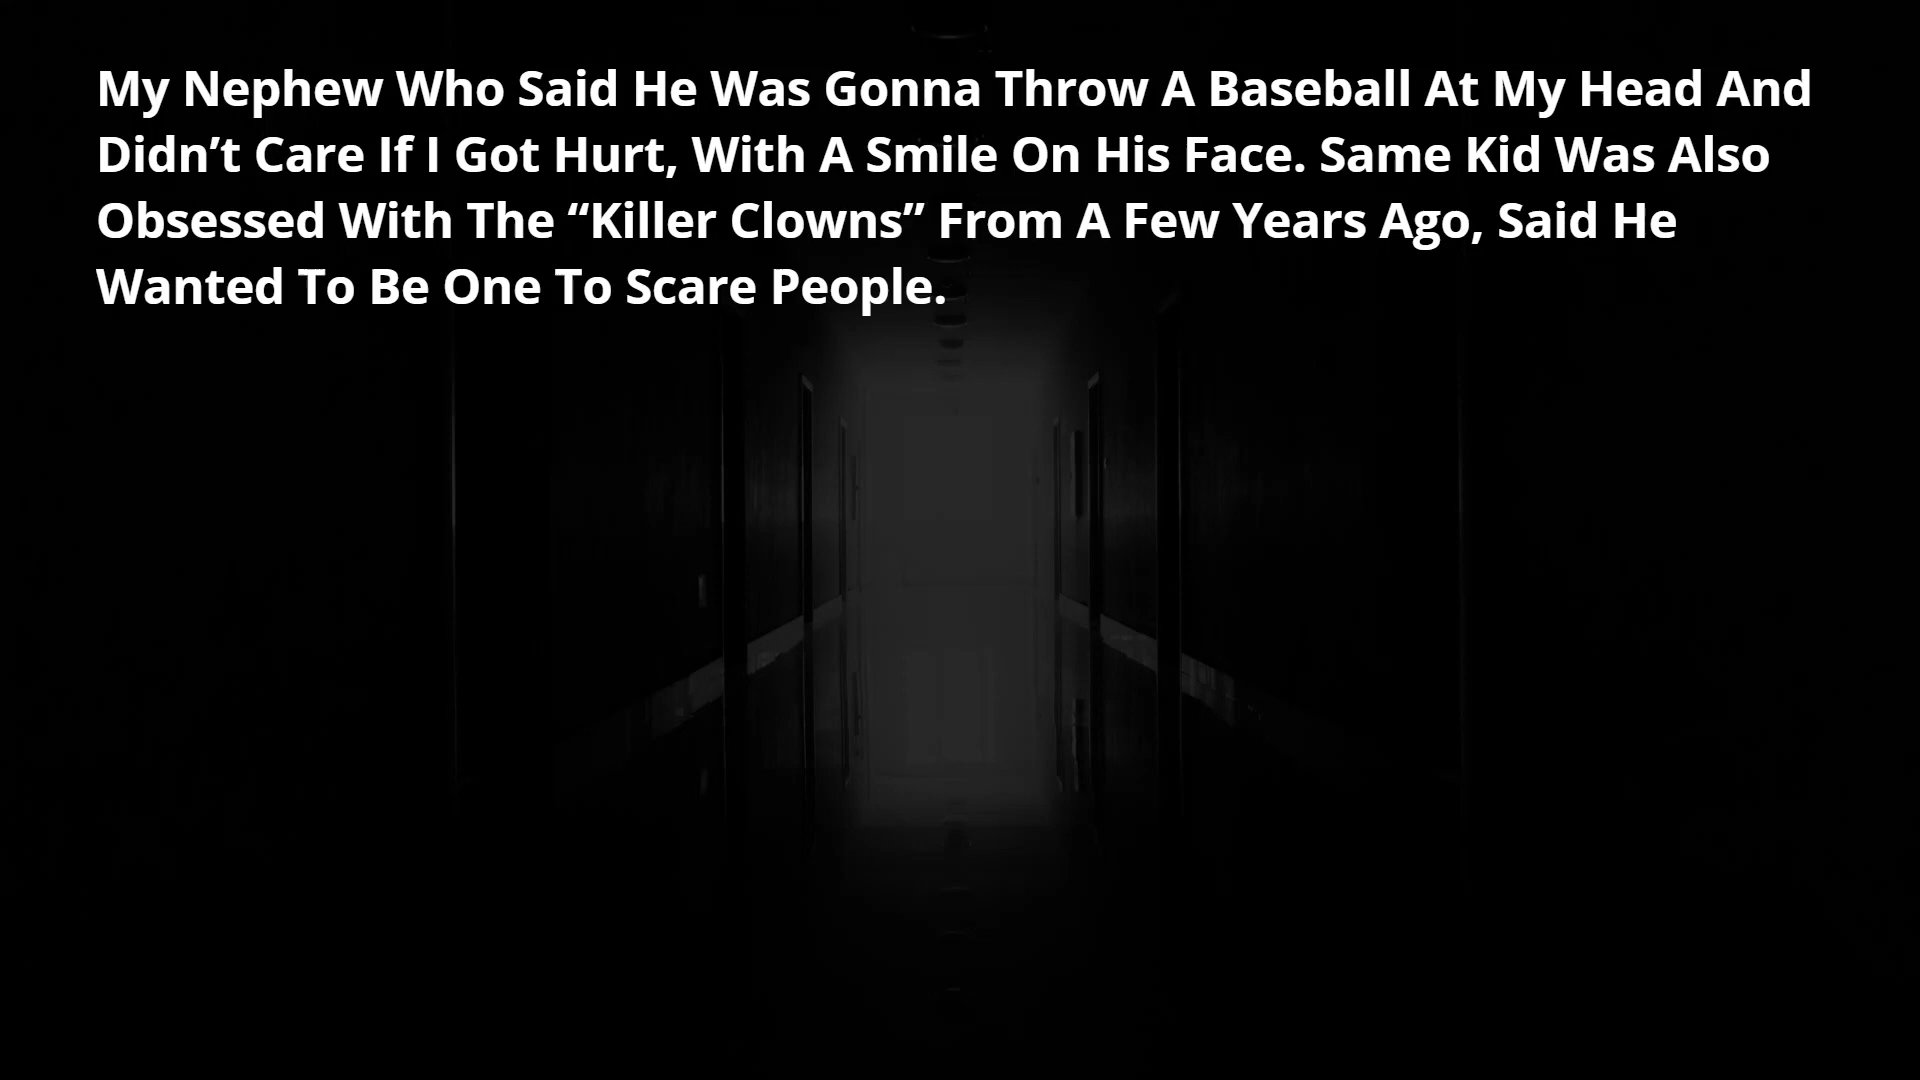 My Nephew Who Said He Was Gonna Throw A Baseball At My Head And
Didn’t Care If I Got Hurt, With A Smile On His Face. Same Kid Was Also
Obsessed With The “Killer Clowns” From A Few Years Ago, Said He
Wanted To Be One To Scare People.